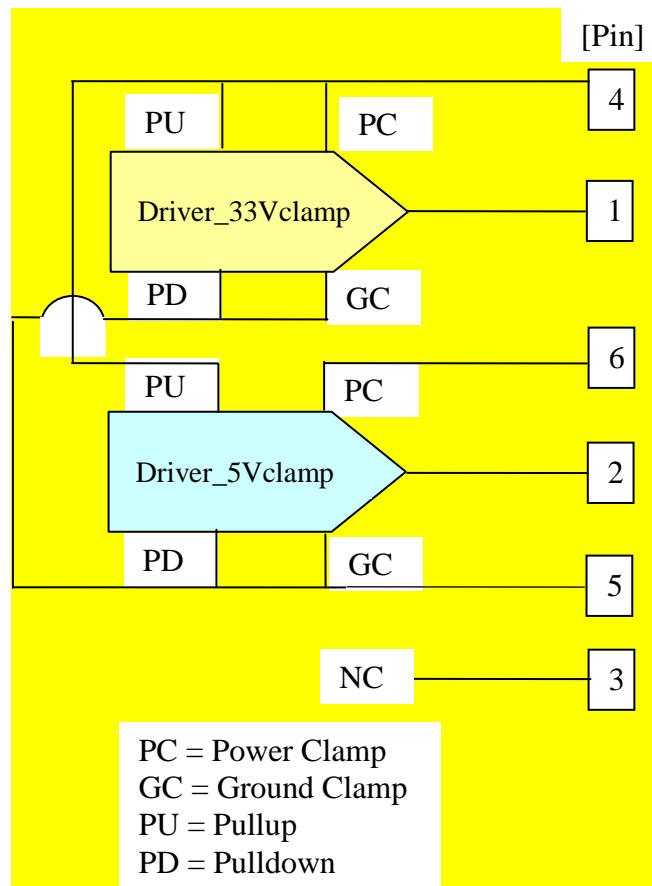 [Pin]
4
PU
PC
Driver_33Vclamp
1
PD
GC
6
PU
PC
Driver_5Vclamp
2
PD
GC
5
NC
3
PC = Power Clamp
GC = Ground Clamp
PU = Pullup
PD = Pulldown